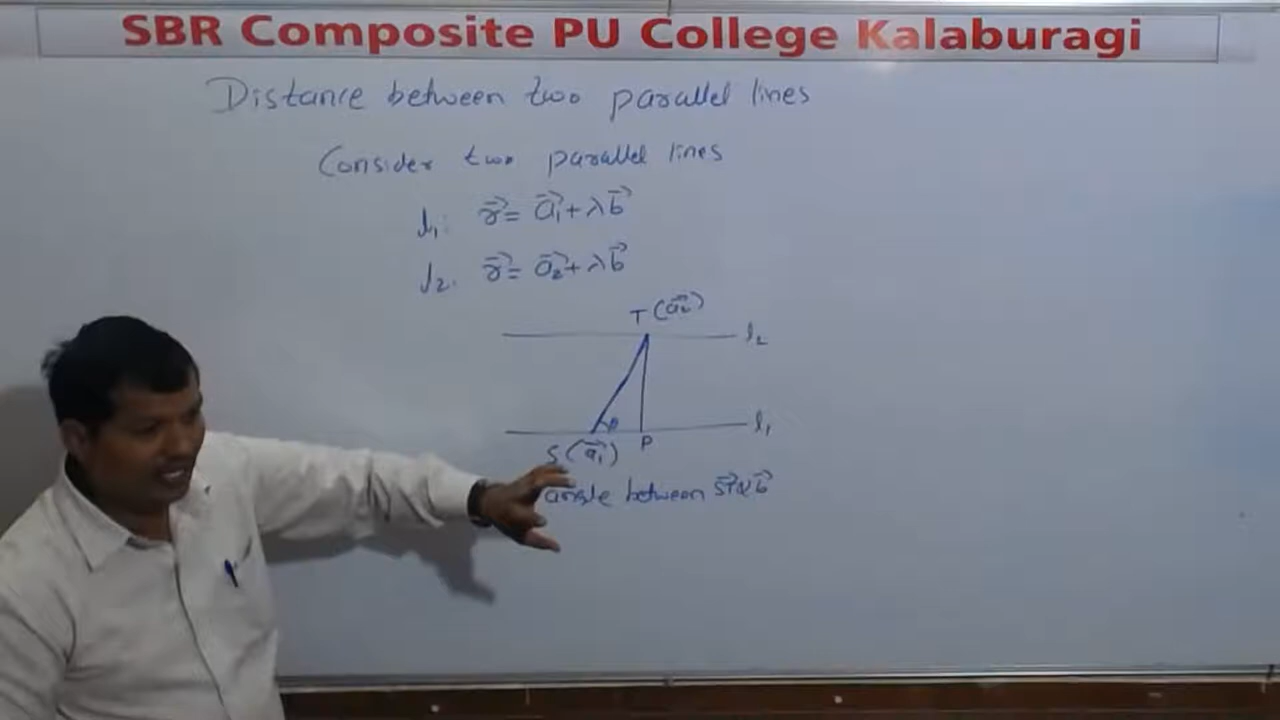 SBR Composite PU College Kalaburagi
Distance between two parallel lines
Consider two parallel lines
l₁: r⃗ = a⃗₁ + λb⃗
l₂: r⃗ = a⃗₂ + λb⃗
T (a⃗₂)
l₂
θ
l₁
S (a⃗₁) P
angle between ST⃗ & b⃗